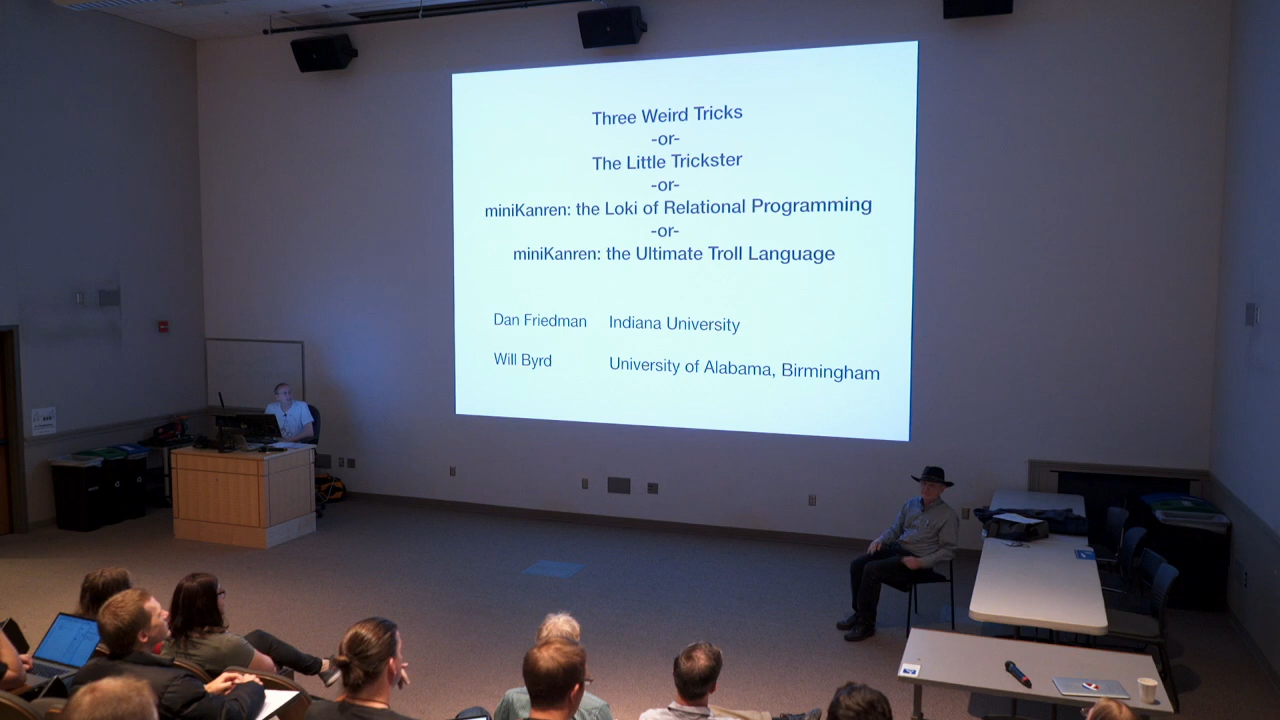 Three Weird Tricks
-or-
The Little Trickster
-or-
miniKanren: the Loki of Relational Programming
-or-
miniKanren: the Ultimate Troll Language
Dan Friedman Indiana University
Will Byrd University of Alabama, Birmingham